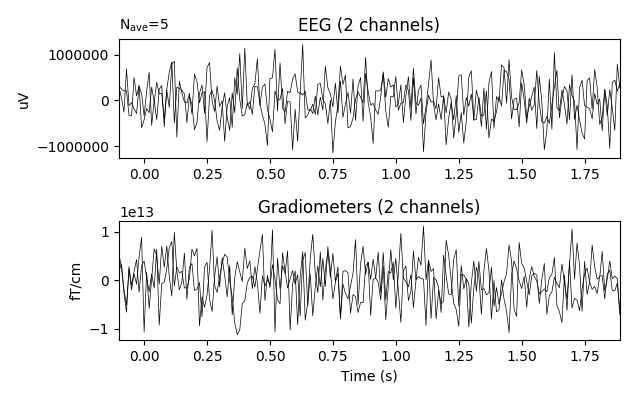 N_ave=5
EEG (2 channels)
1000000
0
−1000000
uV
0.00 0.25 0.50 0.75 1.00 1.25 1.50 1.75
1e13
Gradiometers (2 channels)
1
0
−1
fT/cm
0.00 0.25 0.50 0.75 1.00 1.25 1.50 1.75
Time (s)